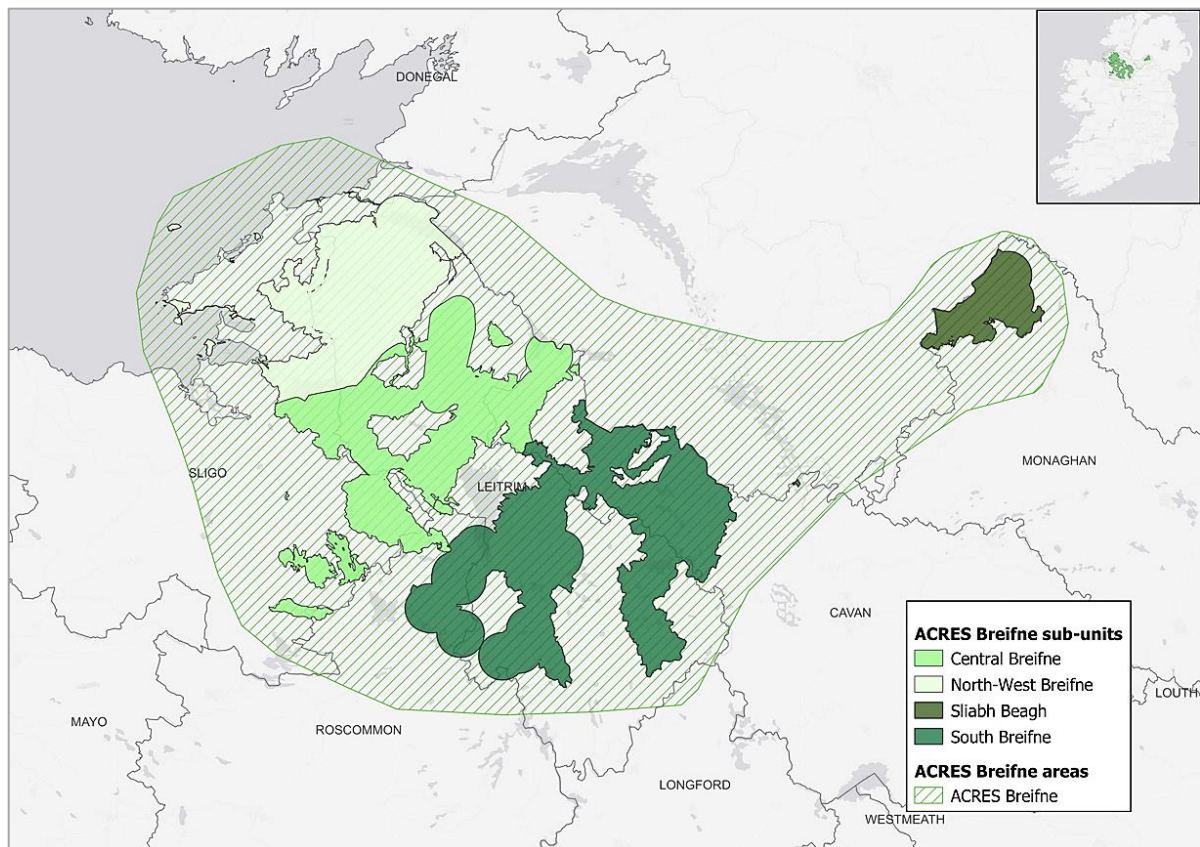 DONEGAL
SLIGO
LEITRIM
MONAGHAN
CAVAN
MAYO
ROSCOMMON
LONGFORD
WESTMEATH
LOUTH
ACRES Breifne sub-units
Central Breifne
North-West Breifne
Sliabh Beagh
South Breifne
ACRES Breifne areas
ACRES Breifne